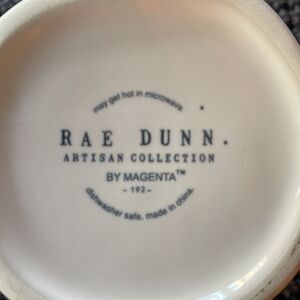 may get hot in microwave.
RAE DUNN.
ARTISAN COLLECTION
BY MAGENTA™
- 192 -
dishwasher safe. made in china.